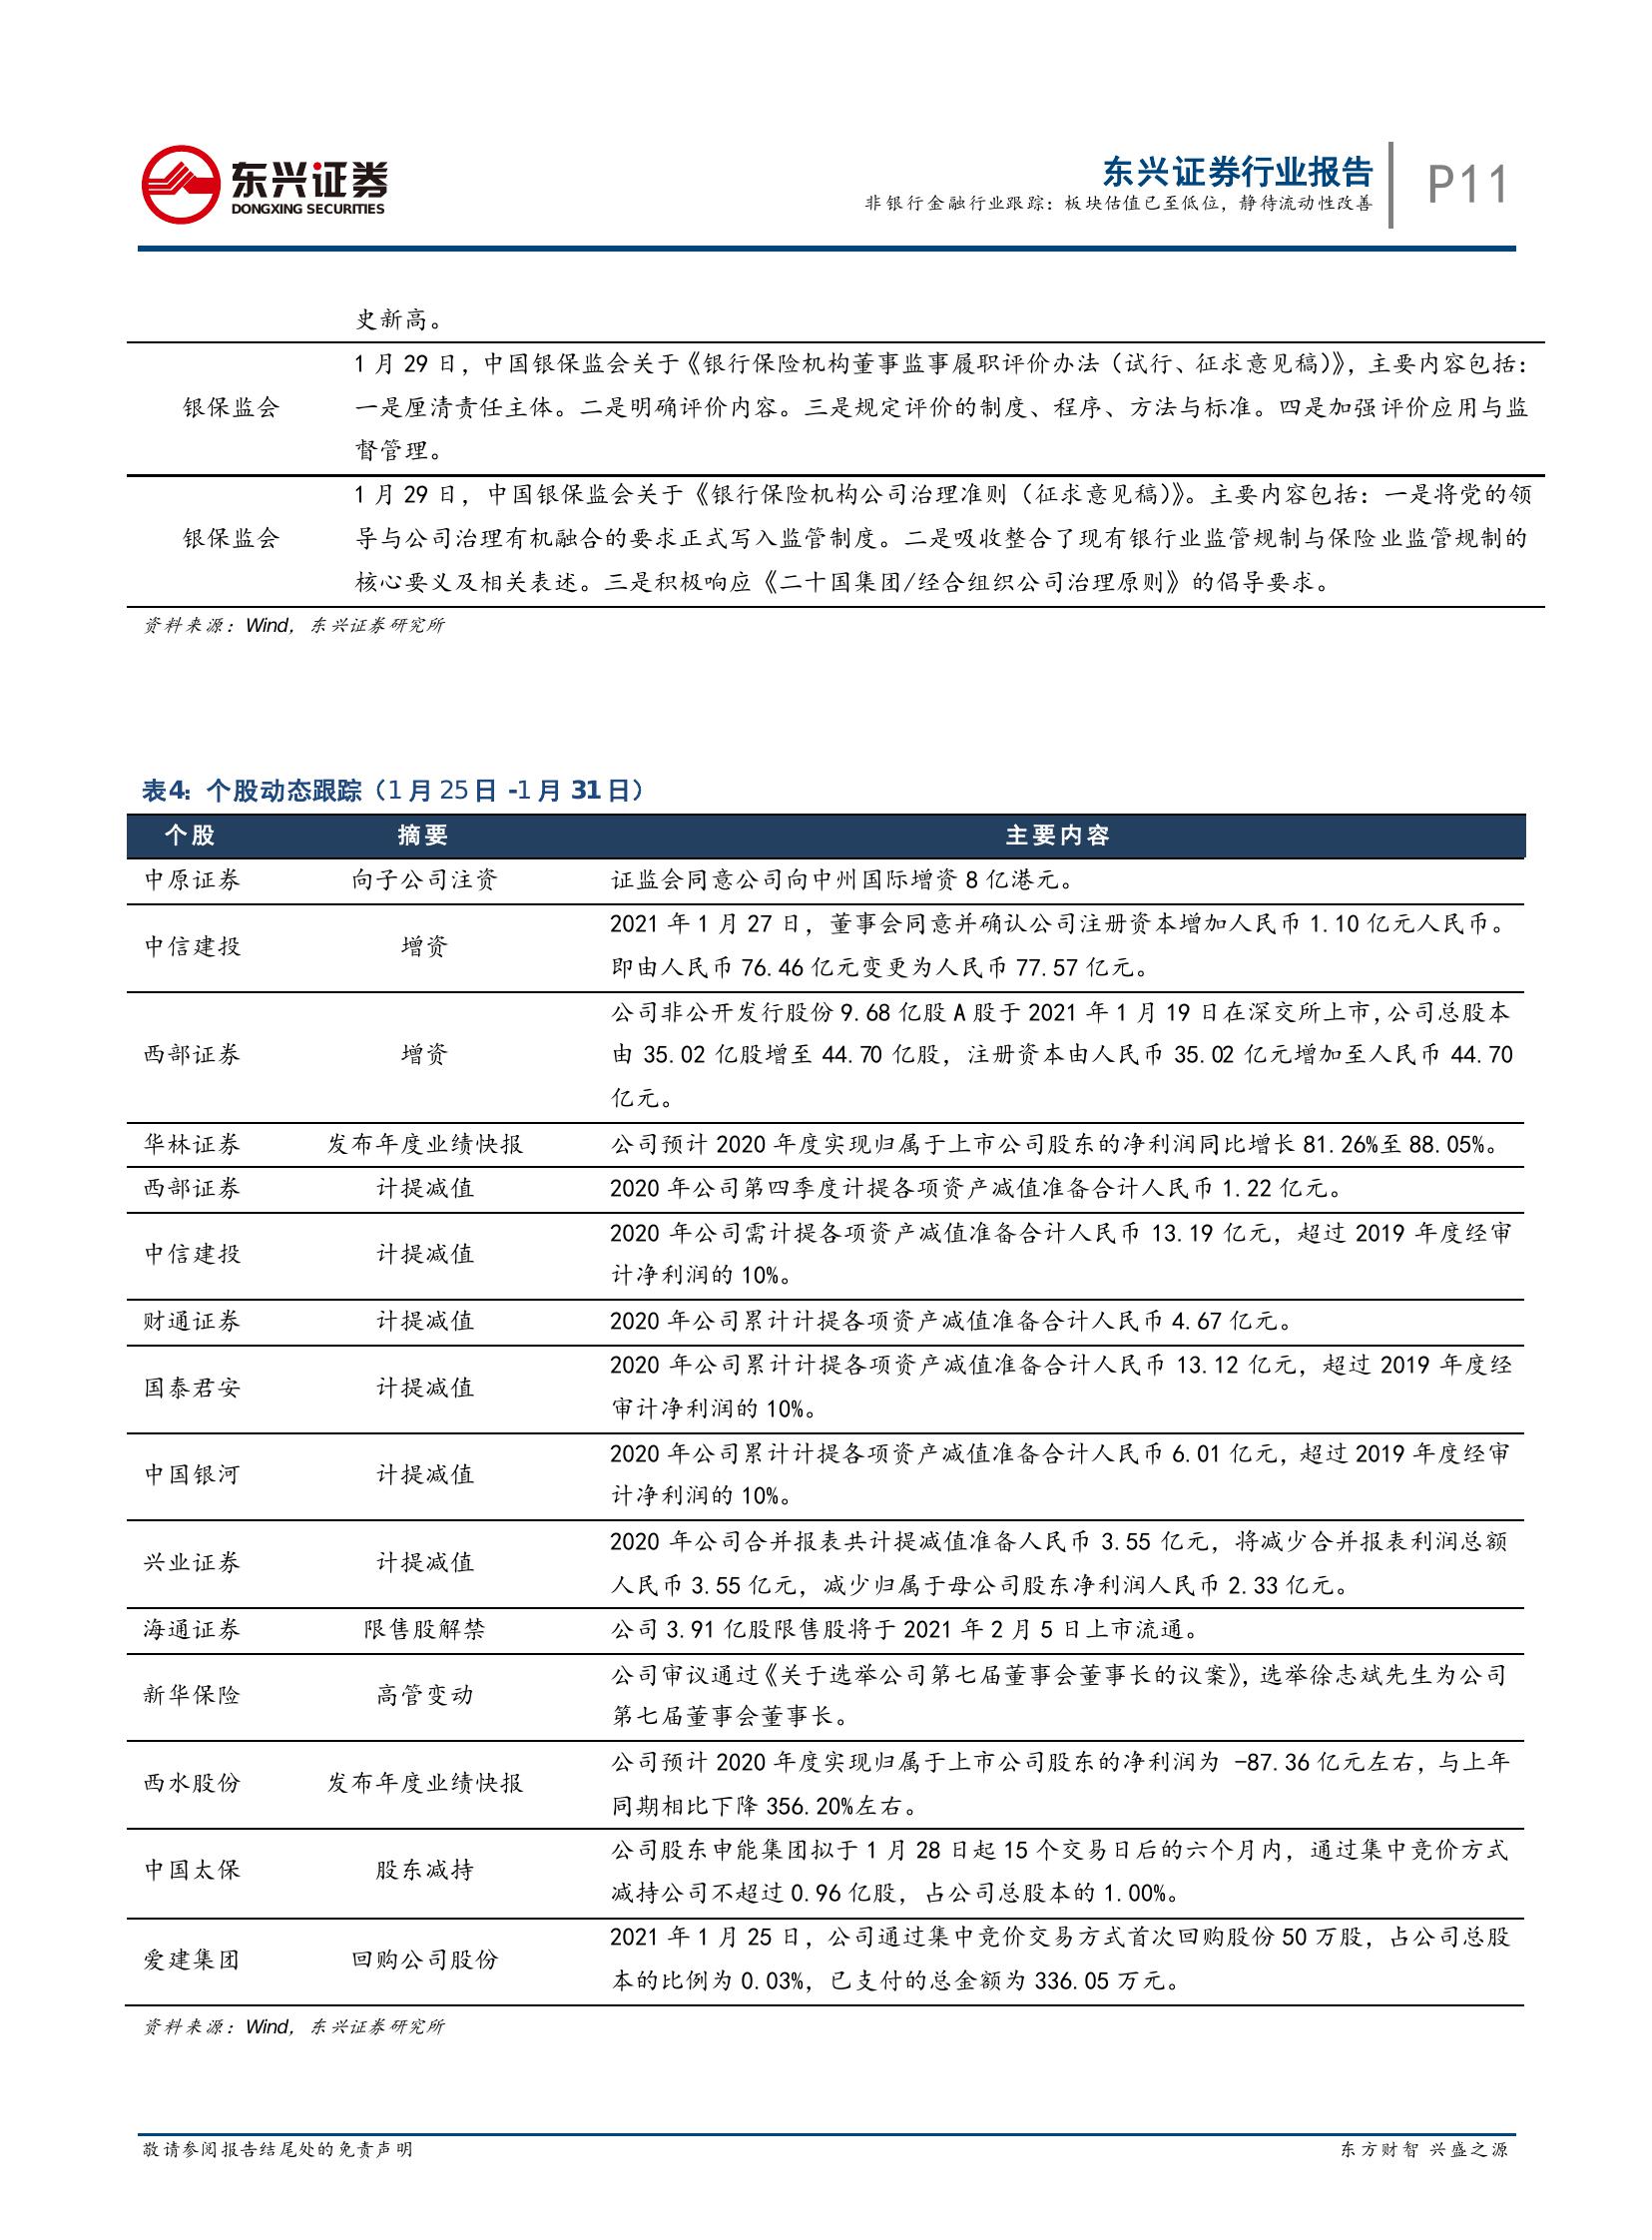 东兴证券
DONGXING SECURITIES
东兴证券行业报告
非银行金融行业跟踪：板块估值已至低位，静待流动性改善
P11
史新高。
银保监会
1 月 29 日，中国银保监会关于《银行保险机构董事监事履职评价办法（试行、征求意见稿）》，主要内容包括：
一是厘清责任主体。二是明确评价内容。三是规定评价的制度、程序、方法与标准。四是加强评价应用与监
督管理。
银保监会
1 月 29 日，中国银保监会关于《银行保险机构公司治理准则（征求意见稿）》。主要内容包括：一是将党的领
导与公司治理有机融合的要求正式写入监管制度。二是吸收整合了现有银行业监管规制与保险业监管规制的
核心要义及相关表述。三是积极响应《二十国集团/经合组织公司治理原则》的倡导要求。
资料来源：Wind，东兴证券研究所
表4：个股动态跟踪（1 月 25 日 -1 月 31 日）
个股 摘要 主要内容
中原证券 向子公司注资 证监会同意公司向中州国际增资 8 亿港元。
中信建投 增资
2021 年 1 月 27 日，董事会同意并确认公司注册资本增加人民币 1.10 亿元人民币。
即由人民币 76.46 亿元变更为人民币 77.57 亿元。
西部证券 增资
公司非公开发行股份 9.68 亿股 A 股于 2021 年 1 月 19 日在深交所上市，公司总股本
由 35.02 亿股增至 44.70 亿股，注册资本由人民币 35.02 亿元增加至人民币 44.70
亿元。
华林证券 发布年度业绩快报 公司预计 2020 年度实现归属于上市公司股东的净利润同比增长 81.26%至 88.05%。
西部证券 计提减值 2020 年公司第四季度计提各项资产减值准备合计人民币 1.22 亿元。
中信建投 计提减值
2020 年公司需计提各项资产减值准备合计人民币 13.19 亿元，超过 2019 年度经审
计净利润的 10%。
财通证券 计提减值 2020 年公司累计计提各项资产减值准备合计人民币 4.67 亿元。
国泰君安 计提减值
2020 年公司累计计提各项资产减值准备合计人民币 13.12 亿元，超过 2019 年度经
审计净利润的 10%。
中国银河 计提减值
2020 年公司累计计提各项资产减值准备合计人民币 6.01 亿元，超过 2019 年度经审
计净利润的 10%。
兴业证券 计提减值
2020 年公司合并报表共计提减值准备人民币 3.55 亿元，将减少合并报表利润总额
人民币 3.55 亿元，减少归属于母公司股东净利润人民币 2.33 亿元。
海通证券 限售股解禁 公司 3.91 亿股限售股将于 2021 年 2 月 5 日上市流通。
新华保险 高管变动
公司审议通过《关于选举公司第七届董事会董事长的议案》，选举徐志斌先生为公司
第七届董事会董事长。
西水股份 发布年度业绩快报
公司预计 2020 年度实现归属于上市公司股东的净利润为 -87.36 亿元左右，与上年
同期相比下降 356.20%左右。
中国太保 股东减持
公司股东申能集团拟于 1 月 28 日起 15 个交易日后的六个月内，通过集中竞价方式
减持公司不超过 0.96 亿股，占公司总股本的 1.00%。
爱建集团 回购公司股份
2021 年 1 月 25 日，公司通过集中竞价交易方式首次回购股份 50 万股，占公司总股
本的比例为 0.03%，已支付的总金额为 336.05 万元。
资料来源：Wind，东兴证券研究所
敬请参阅报告结尾处的免责声明
东方财智 兴盛之源